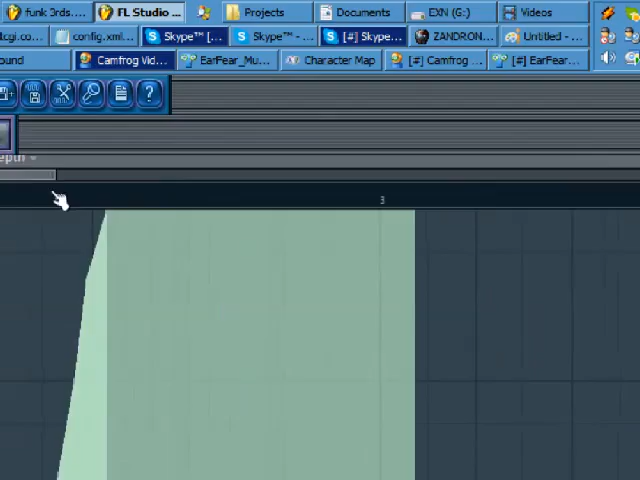 funk 3rds.... FL Studio ... Projects Documents EXN (G:) Videos
1cgi.co... config.xml... Skype™ [... Skype™ - ... [#] Skype... ZANDRON... Untitled - ...
ound Camfrog Vid... EarFear_Mu... Character Map [#] Camfrog ... [#] EarFear...
epth
3